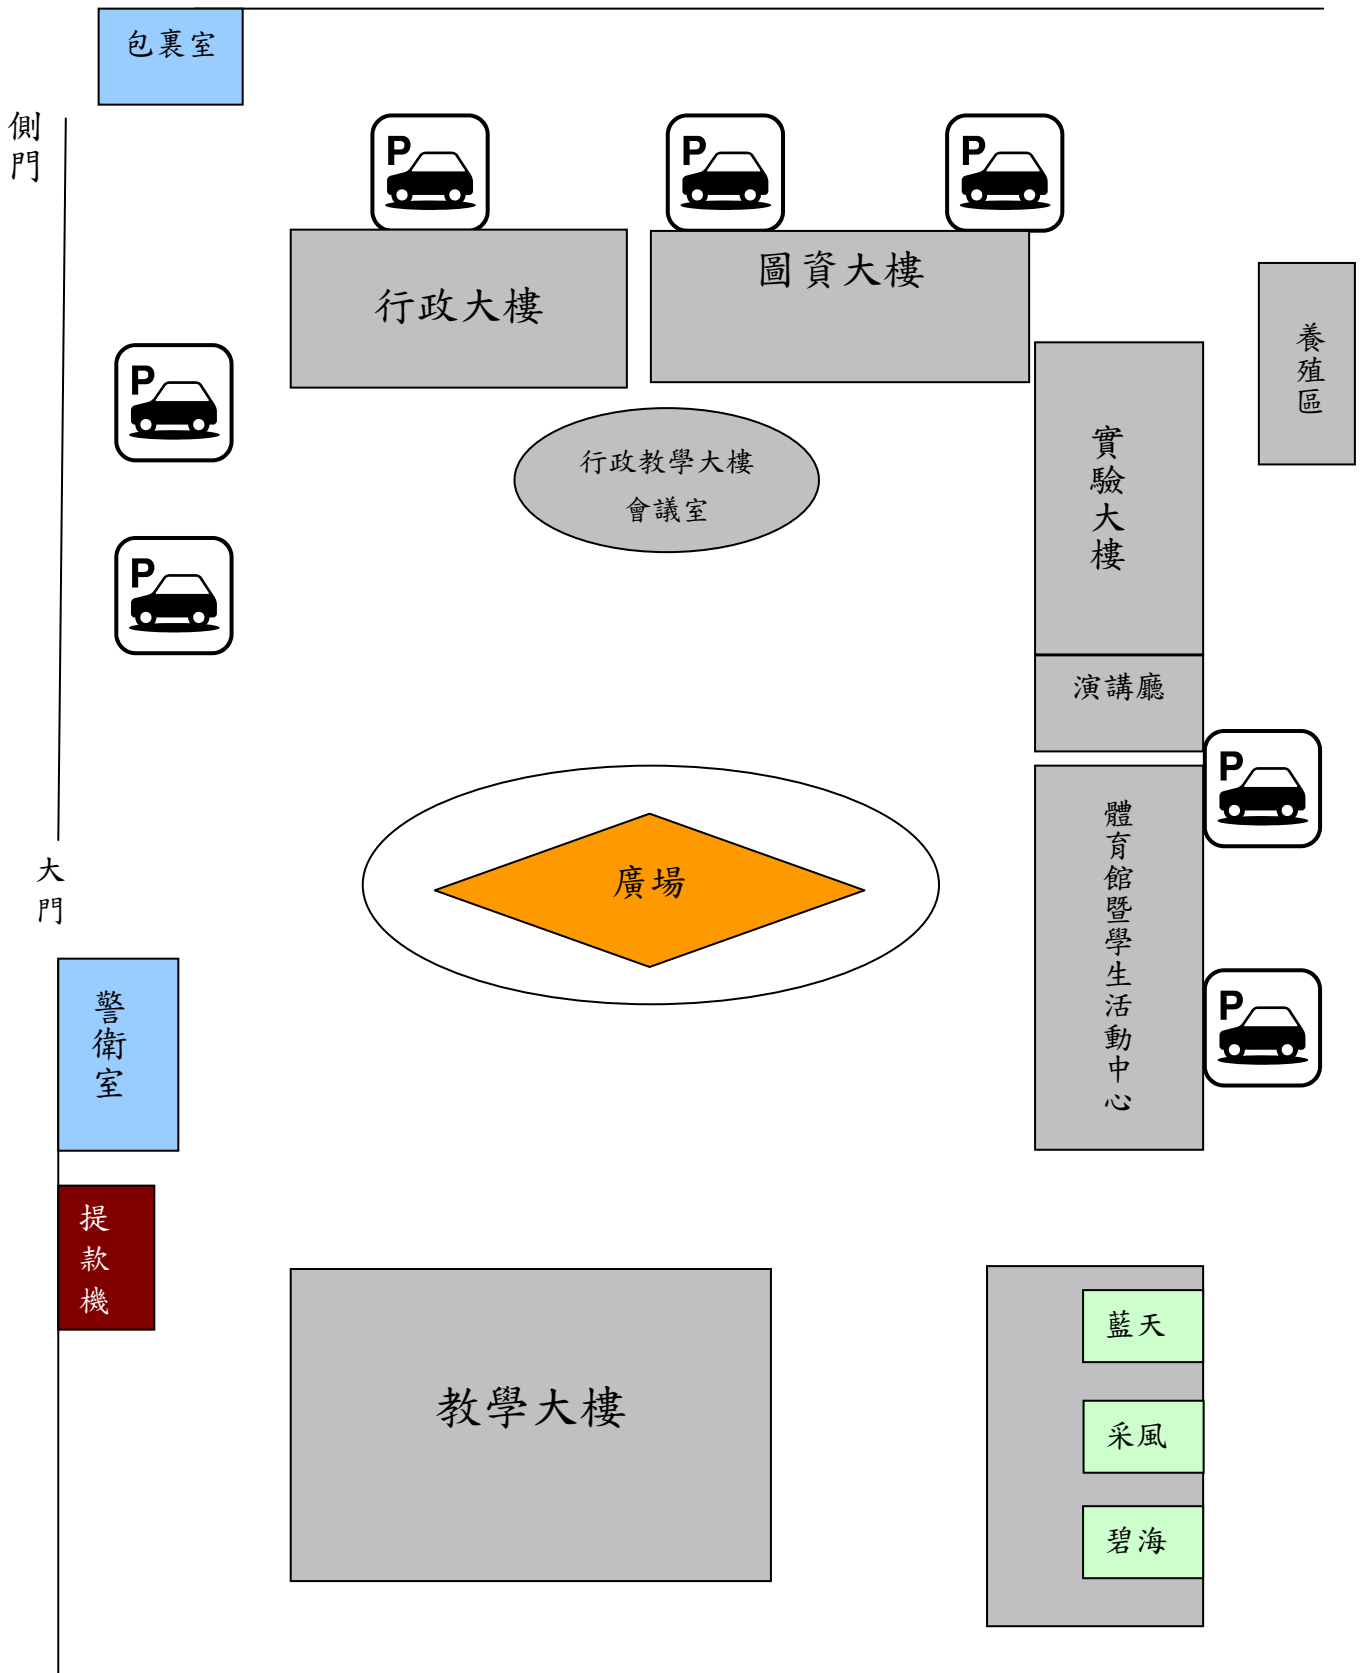 包裹室
側門
P
P
P
行政大樓
圖資大樓
養殖區
P
實驗大樓
行政教學大樓
會議室
P
演講廳
P
體育館暨學生活動中心
大門
廣場
警衛室
P
提款機
藍天
教學大樓
采風
碧海